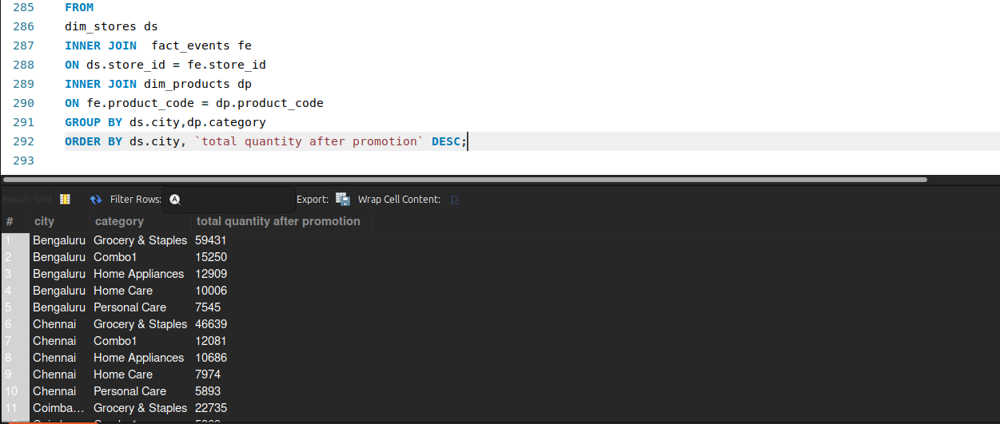 285 FROM
286 dim_stores ds
287 INNER JOIN  fact_events fe
288 ON ds.store_id = fe.store_id
289 INNER JOIN dim_products dp
290 ON fe.product_code = dp.product_code
291 GROUP BY ds.city,dp.category
292 ORDER BY ds.city, `total quantity after promotion` DESC;
293
Result Grid Filter Rows: Export: Wrap Cell Content:
# city category total quantity after promotion
1 Bengaluru Grocery & Staples 59431
2 Bengaluru Combo1 15250
3 Bengaluru Home Appliances 12909
4 Bengaluru Home Care 10006
5 Bengaluru Personal Care 7545
6 Chennai Grocery & Staples 46639
7 Chennai Combo1 12081
8 Chennai Home Appliances 10686
9 Chennai Home Care 7974
10 Chennai Personal Care 5893
11 Coimba... Grocery & Staples 22735